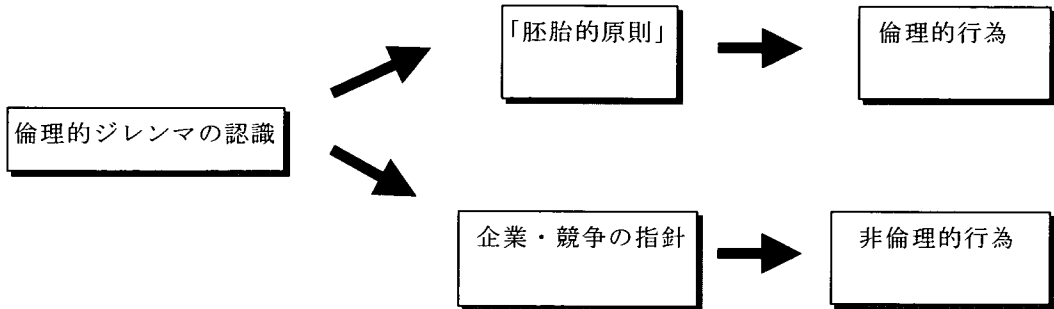 「胚胎的原則」
倫理的行為
倫理的ジレンマの認識
企業・競争の指針
非倫理的行為